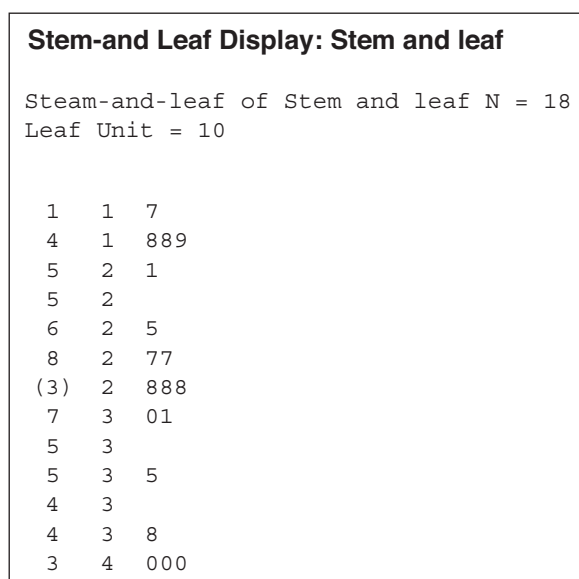 Stem-and Leaf Display: Stem and leaf
Steam-and-leaf of Stem and leaf N = 18
Leaf Unit = 10
1 1 7
4 1 889
5 2 1
5 2
6 2 5
8 2 77
(3) 2 888
7 3 01
5 3
5 3 5
4 3
4 3 8
3 4 000